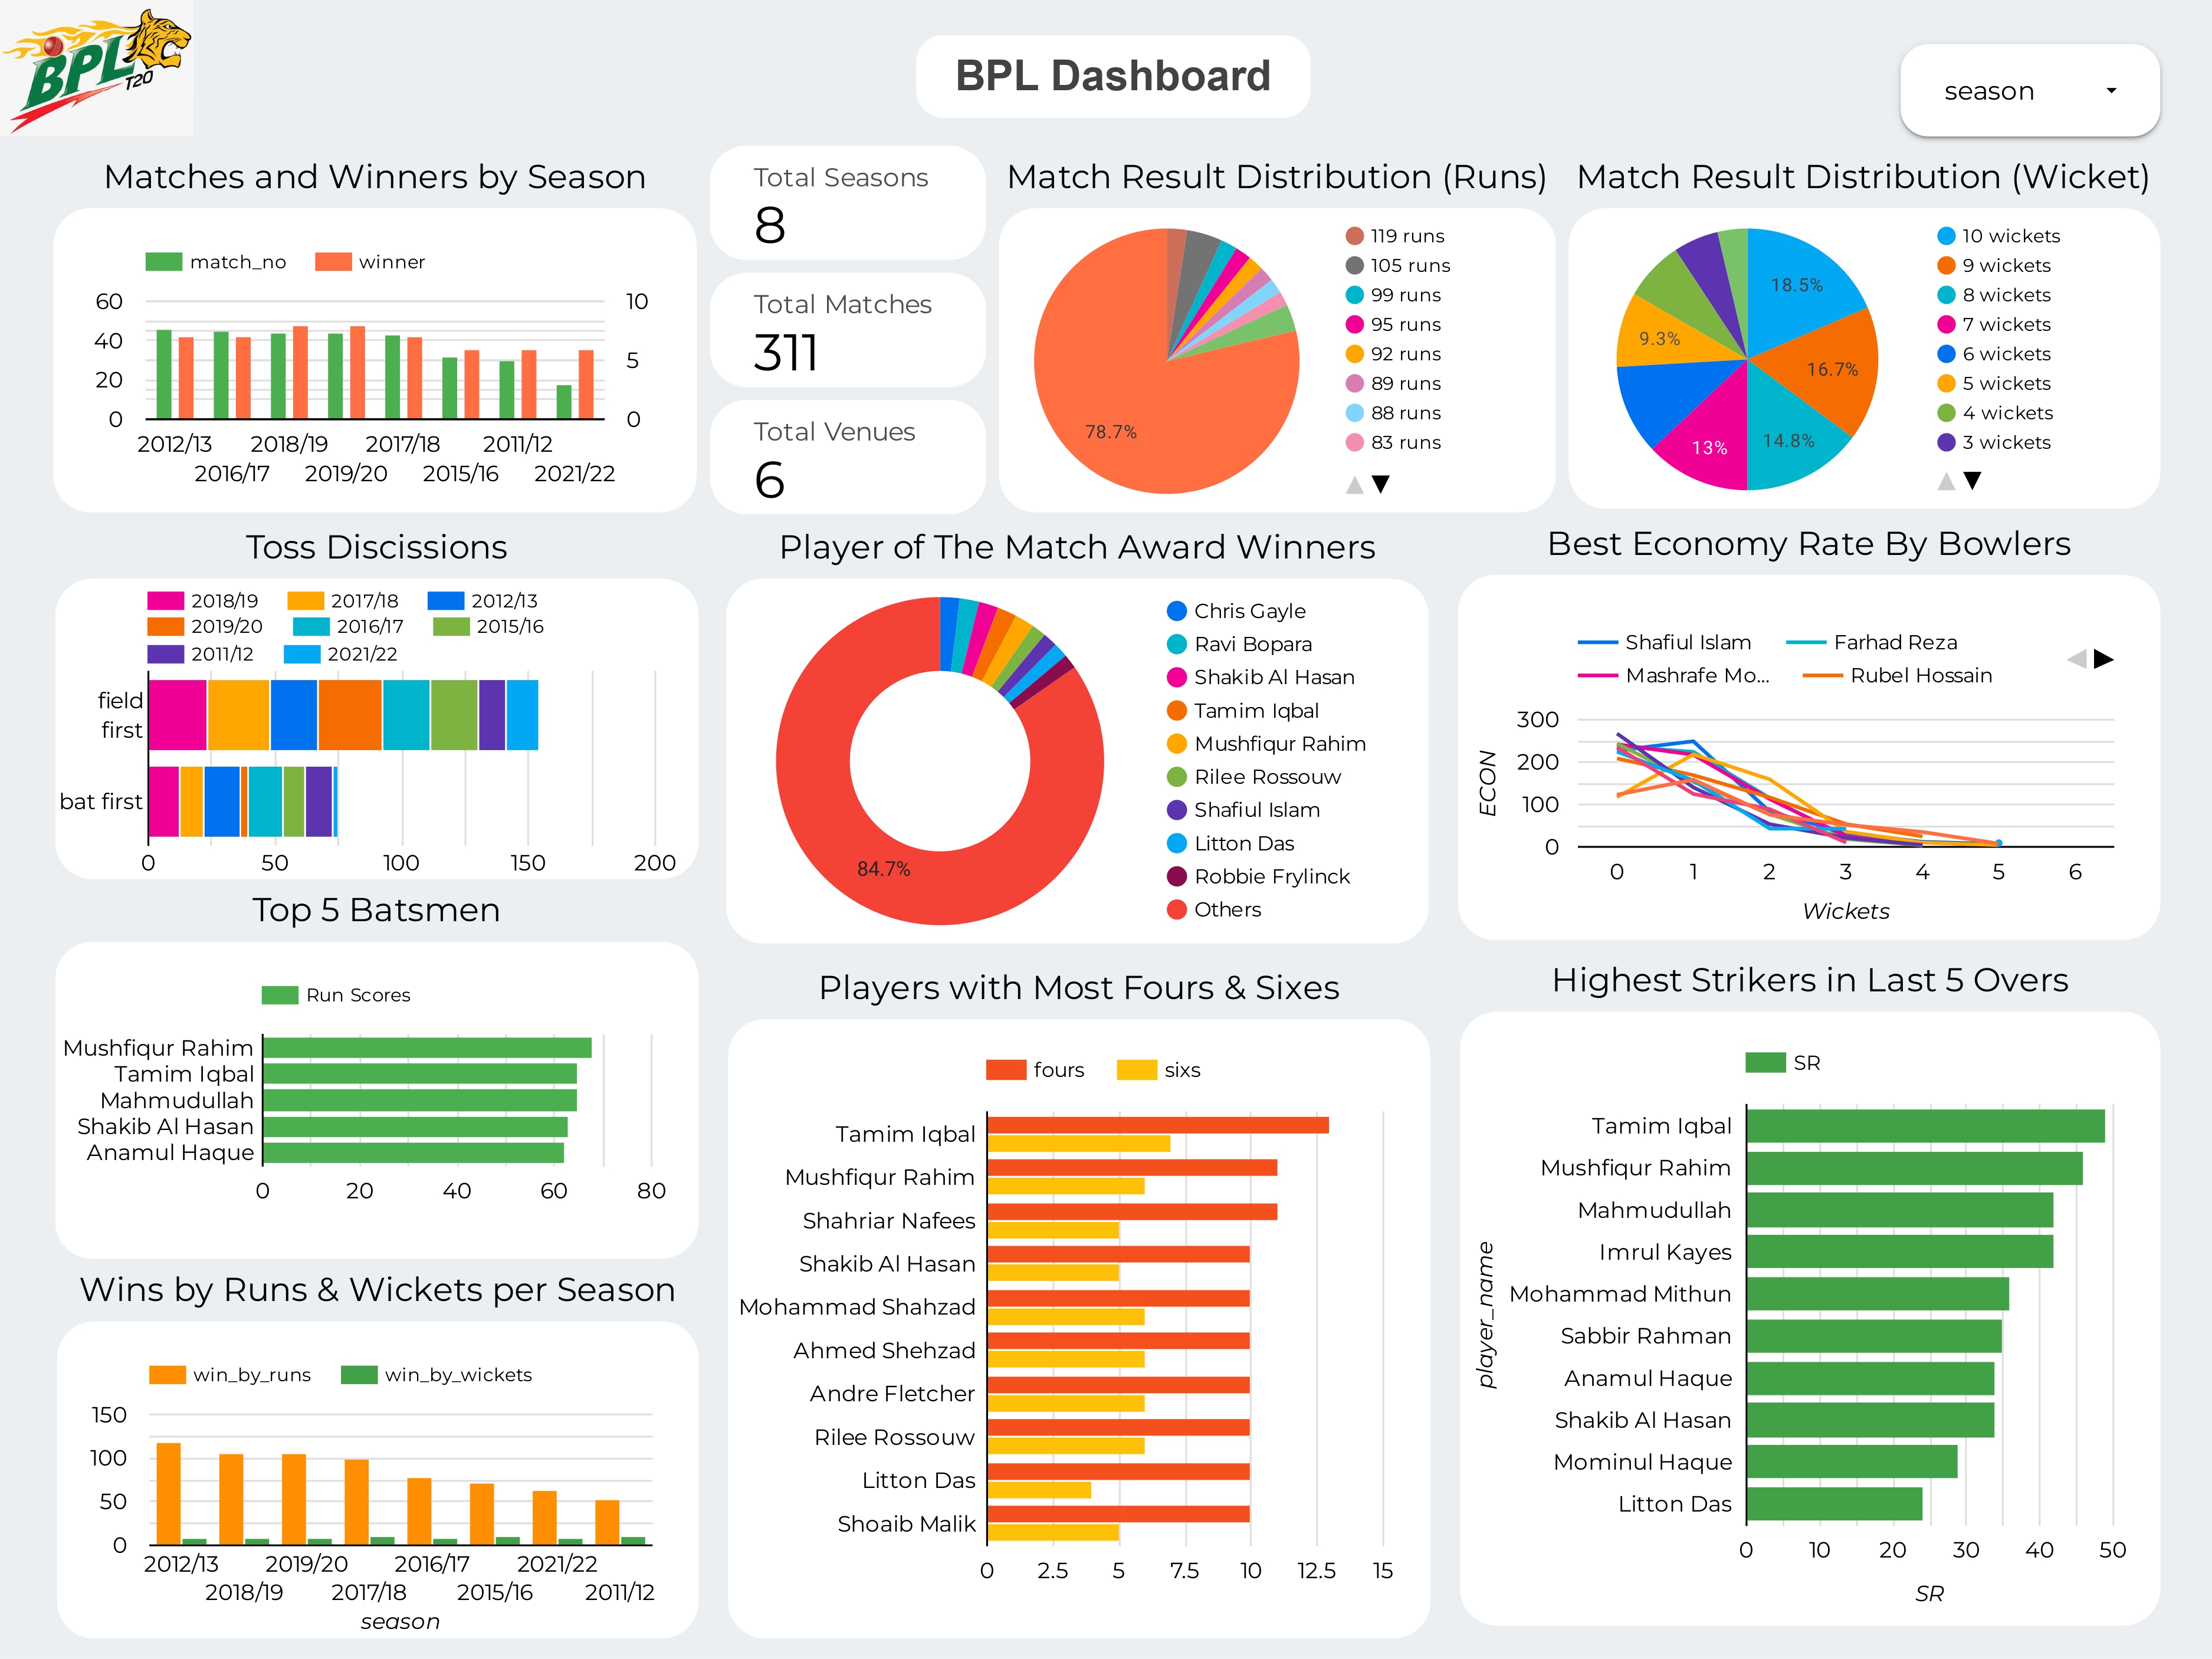 BPL
T20
BPL Dashboard
season
Matches and Winners by Season
match_no winner
60 10
40 5
20
0 0
2012/13 2018/19 2017/18 2011/12
2016/17 2019/20 2015/16 2021/22
Total Seasons
8
Total Matches
311
Total Venues
6
Match Result Distribution (Runs)
119 runs
105 runs
99 runs
95 runs
92 runs
89 runs
88 runs
83 runs
78.7%
Match Result Distribution (Wicket)
10 wickets
9 wickets
8 wickets
7 wickets
6 wickets
5 wickets
4 wickets
3 wickets
18.5%
16.7%
14.8%
13%
9.3%
Toss Discissions
2018/19 2017/18 2012/13
2019/20 2016/17 2015/16
2011/12 2021/22
field
first
bat first
0 50 100 150 200
Player of The Match Award Winners
Chris Gayle
Ravi Bopara
Shakib Al Hasan
Tamim Iqbal
Mushfiqur Rahim
Rilee Rossouw
Shafiul Islam
Litton Das
Robbie Frylinck
Others
84.7%
Best Economy Rate By Bowlers
Shafiul Islam Farhad Reza
Mashrafe Mo... Rubel Hossain
ECON
300
200
100
0
0 1 2 3 4 5 6
Wickets
Top 5 Batsmen
Run Scores
Mushfiqur Rahim
Tamim Iqbal
Mahmudullah
Shakib Al Hasan
Anamul Haque
0 20 40 60 80
Players with Most Fours & Sixes
fours sixs
Tamim Iqbal
Mushfiqur Rahim
Shahriar Nafees
Shakib Al Hasan
Mohammad Shahzad
Ahmed Shehzad
Andre Fletcher
Rilee Rossouw
Litton Das
Shoaib Malik
0 2.5 5 7.5 10 12.5 15
Highest Strikers in Last 5 Overs
SR
player_name
Tamim Iqbal
Mushfiqur Rahim
Mahmudullah
Imrul Kayes
Mohammad Mithun
Sabbir Rahman
Anamul Haque
Shakib Al Hasan
Mominul Haque
Litton Das
0 10 20 30 40 50
SR
Wins by Runs & Wickets per Season
win_by_runs win_by_wickets
150
100
50
0
2012/13 2019/20 2016/17 2021/22
2018/19 2017/18 2015/16 2011/12
season